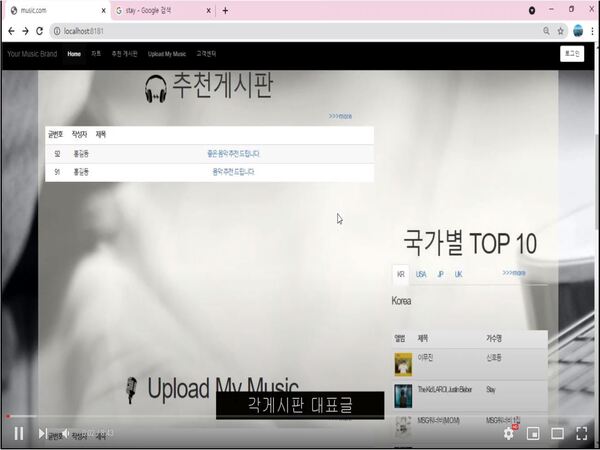 music.com
stay - Google 검색
localhost:8181
Your Music Brand Home 차트 추천 게시판 Upload My Music 고객센터 로그인
추천게시판
>>>more
글번호 작성자 제목
92 홍길동 좋은 음악 추천 드립니다.
91 홍길동 음악 추천 드립니다.
국가별 TOP 10
KR USA JP UK >>>more
Korea
앨범 제목 가수명
이무진 신호등
The Kid LAROI, Justin Bieber Stay
MSG워너비(M.O.M) MSG워너비 1집
Upload My Music
각게시판 대표글
0:02 / 8:43
글번호 작성자 제목